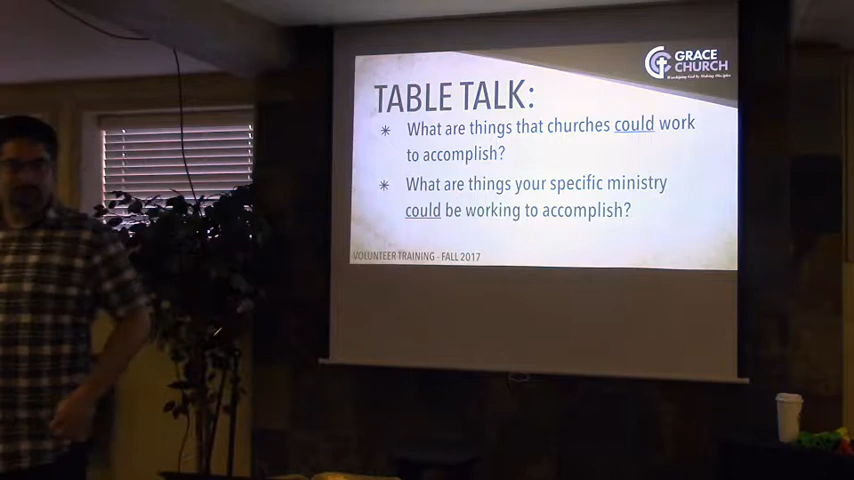 GRACE
CHURCH
TABLE TALK:
* What are things that churches could work
to accomplish?
* What are things your specific ministry
could be working to accomplish?
VOLUNTEER TRAINING - FALL 2017